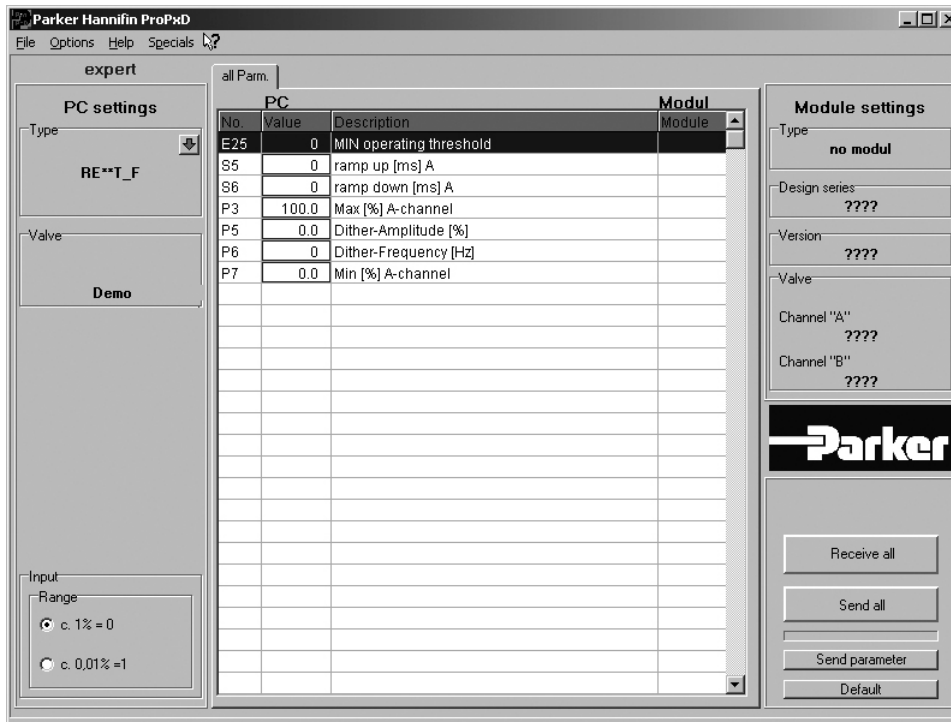 Parker Hannifin ProPxD
File Options Help Specials
expert
PC settings
Type
RE**T_F
Valve
Demo
Input
Range
c. 1% = 0
c. 0,01% =1
all Parm.
PC Modul
No. Value Description Module
E25 0 MIN operating threshold
S5 0 ramp up [ms] A
S6 0 ramp down [ms] A
P3 100.0 Max [%] A-channel
P5 0.0 Dither-Amplitude [%]
P6 0 Dither-Frequency [Hz]
P7 0.0 Min [%] A-channel
Module settings
Type
no modul
Design series
????
Version
????
Valve
Channel "A"
????
Channel "B"
????
Parker
Receive all
Send all
Send parameter
Default